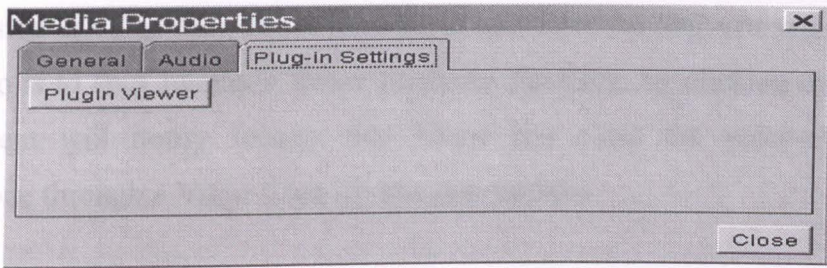 Media Properties
General Audio Plug-in Settings
PlugIn Viewer
Close